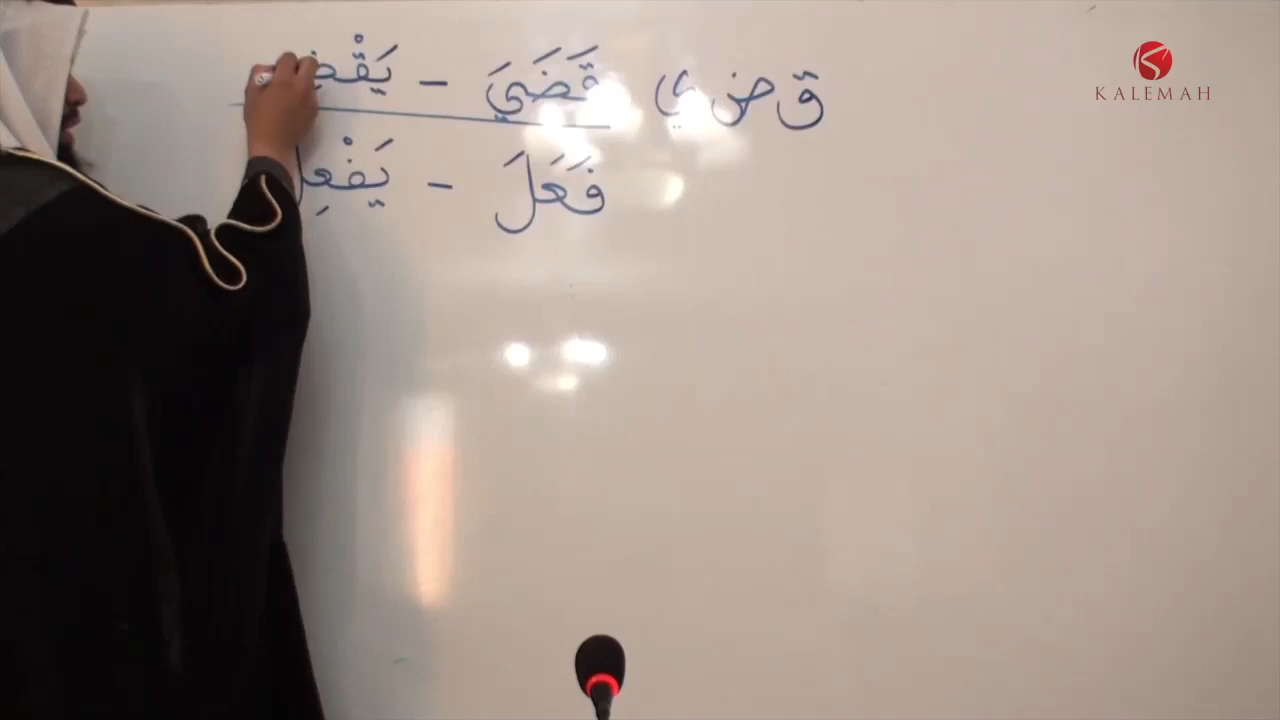 ق ض ي قَضَيَ - يَقْضِ
فَعَلَ - يَفْعِل
KALEMAH